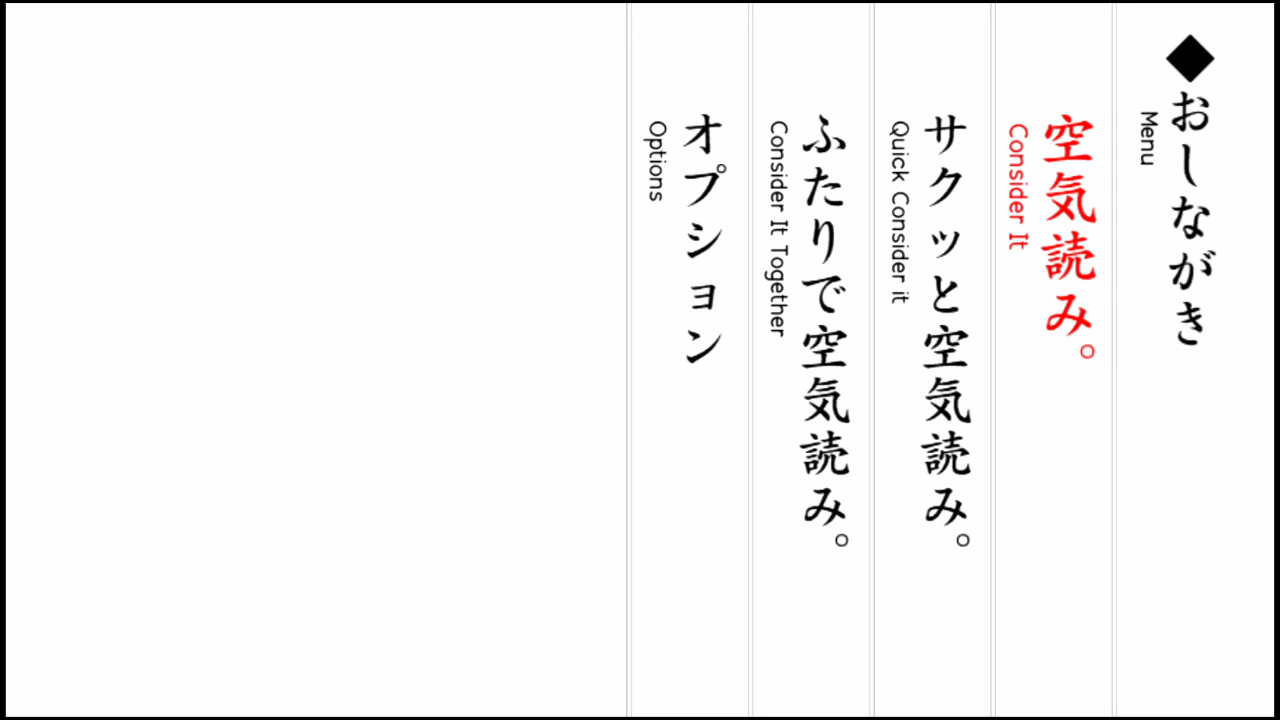 ◆おしながき
Menu
空気読み。
Consider It
サクッと空気読み。
Quick Consider it
ふたりで空気読み。
Consider It Together
オプション
Options